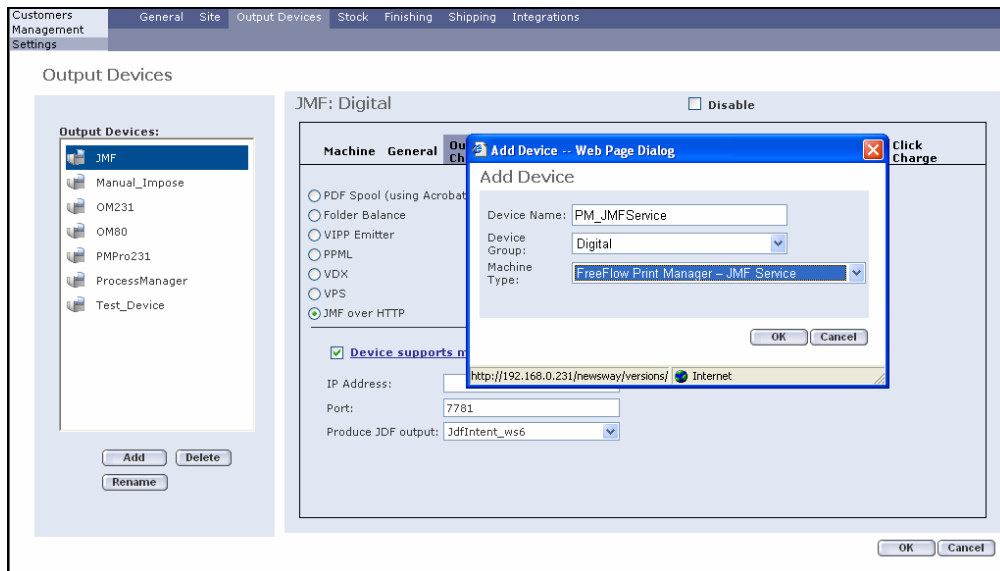 Customers
Management
Settings
General Site Output Devices Stock Finishing Shipping Integrations
Output Devices
Output Devices:
JMF
Manual_Impose
OM231
OM80
PMPro231
ProcessManager
Test_Device
Add Delete
Rename
JMF: Digital
Disable
Machine General
Click
Charge
PDF Spool (using Acrobat
Folder Balance
VIPP Emitter
PPML
VDX
VPS
JMF over HTTP
Device supports
IP Address:
Port: 7781
Produce JDF output: JdfIntent_ws6
Add Device -- Web Page Dialog
Add Device
Device Name: PM_JMFService
Device
Group: Digital
Machine
Type: FreeFlow Print Manager – JMF Service
OK Cancel
http://192.168.0.231/newsway/versions/ Internet
OK Cancel